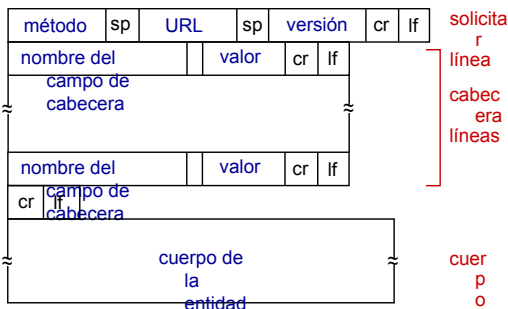 método sp URL sp versión cr lf
solicita
r
línea
nombre del
campo de
cabecera
valor cr lf
cabec
era
líneas
nombre del
campo de
cabecera
valor cr lf
cr lf
cuerpo de
la
entidad
cuer
p
o